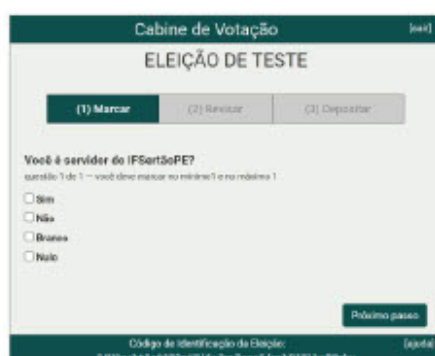 Cabine de Votação [sair]
ELEIÇÃO DE TESTE
(1) Marcar (2) Revisar (3) Depositar
Você é servidor do IFSertãoPE?
questão 1 de 1 — você deve marcar no mínimo 1 e no máximo 1
Sim
Não
Branco
Nulo
Próximo passo
Código de Identificação da Eleição: [ajuda]